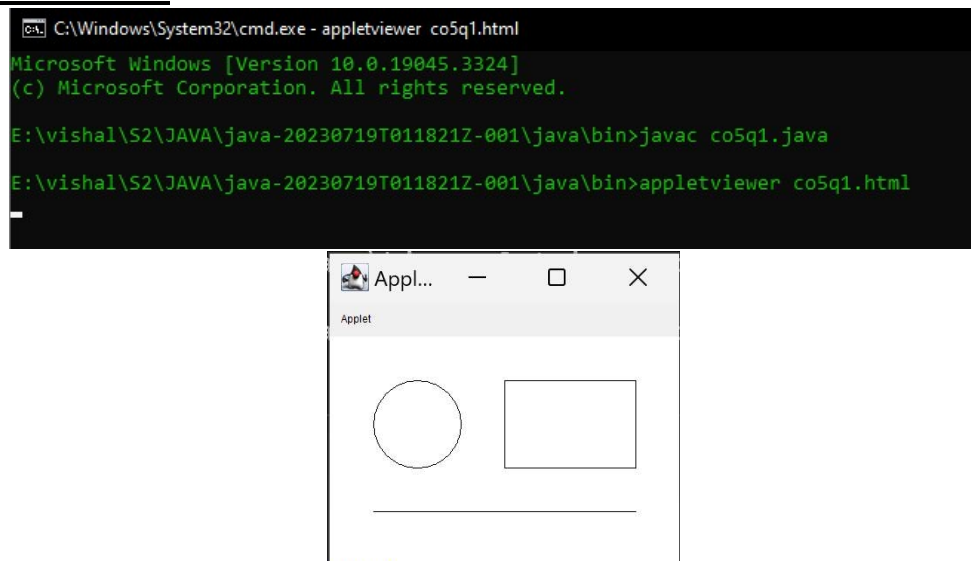 C:\Windows\System32\cmd.exe - appletviewer co5q1.html
Microsoft Windows [Version 10.0.19045.3324]
(c) Microsoft Corporation. All rights reserved.
E:\vishal\S2\JAVA\java-20230719T011821Z-001\java\bin>javac co5q1.java
E:\vishal\S2\JAVA\java-20230719T011821Z-001\java\bin>appletviewer co5q1.html
Appl...
Applet